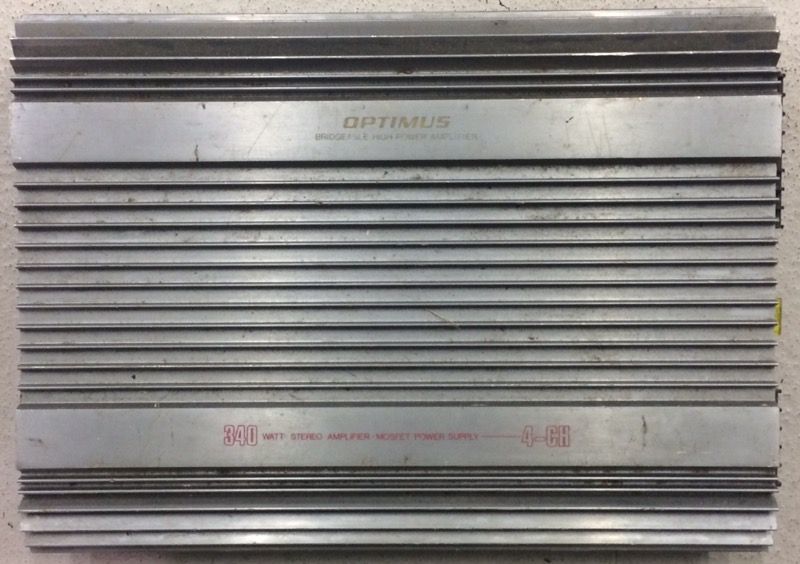 OPTIMUS
BRIDGEABLE HIGH POWER AMPLIFIER
340 WATT STEREO AMPLIFIER/MOSFET POWER SUPPLY 4-CH